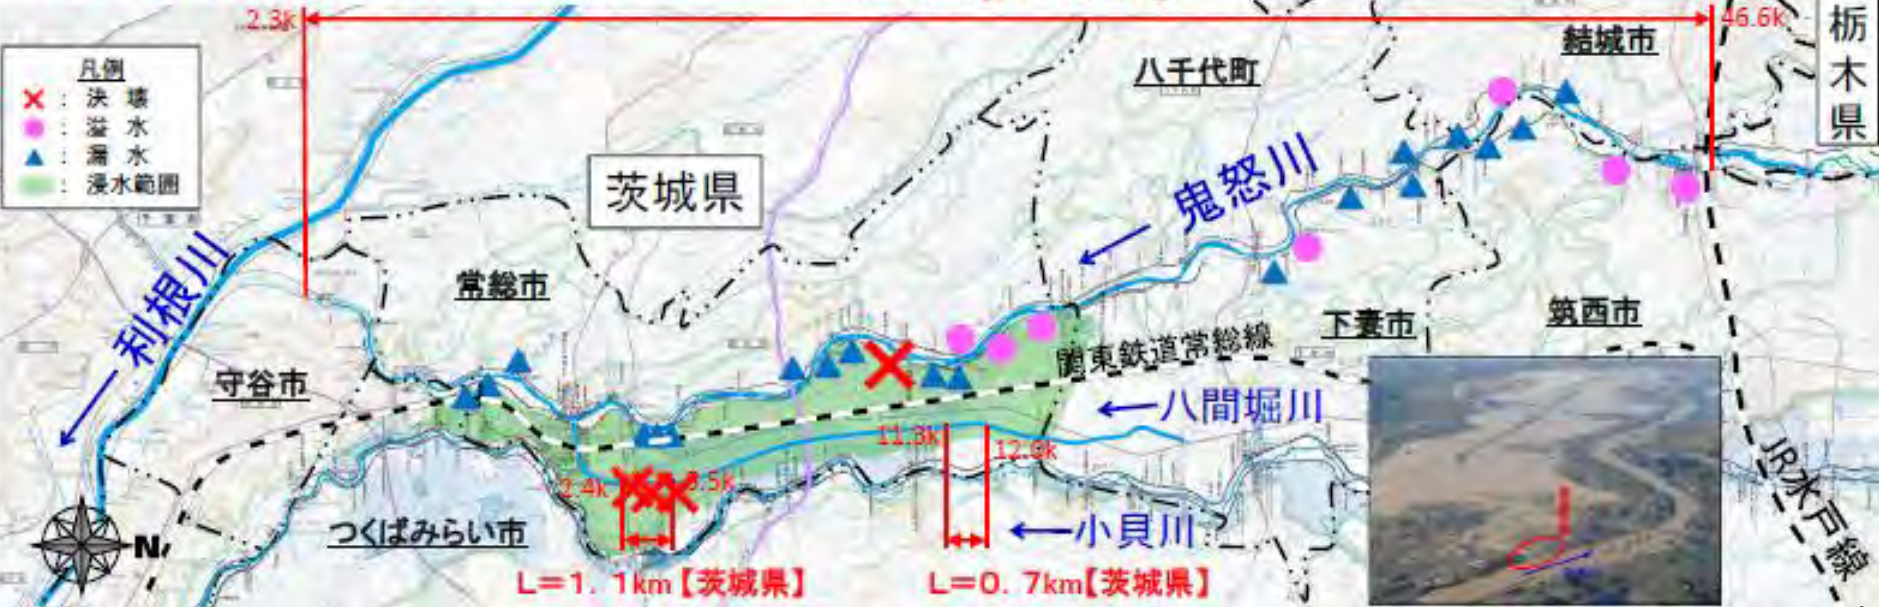 2.3k
46.6k
栃木県
凡例
× : 決 壊
● : 溢 水
▲ : 漏 水
: 浸水範囲
結城市
八千代町
茨城県
鬼怒川
利根川
常総市
守谷市
下妻市
筑西市
関東鉄道常総線
八間堀川
11.3k
2.4k
3.5k
小貝川
つくばみらい市
N
JR水戸線
L=1. 1km【茨城県】
L=0. 7km【茨城県】